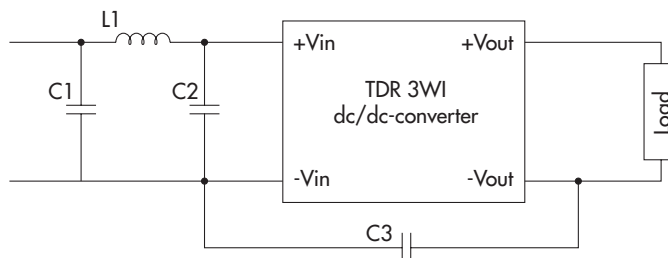 L1
+Vin
+Vout
C1
C2
TDR 3WI
dc/dc-converter
Load
-Vin
-Vout
C3